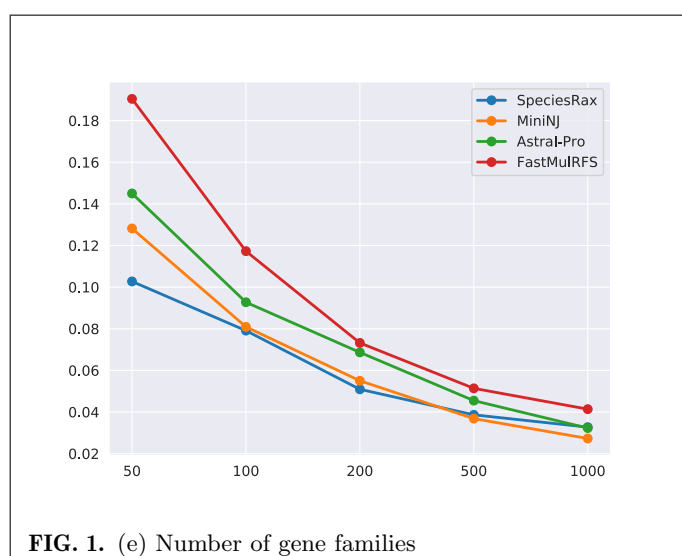 SpeciesRax
MiniNJ
Astral-Pro
FastMulRFS
0.18
0.16
0.14
0.12
0.10
0.08
0.06
0.04
0.02
50 100 200 500 1000
FIG. 1. (e) Number of gene families